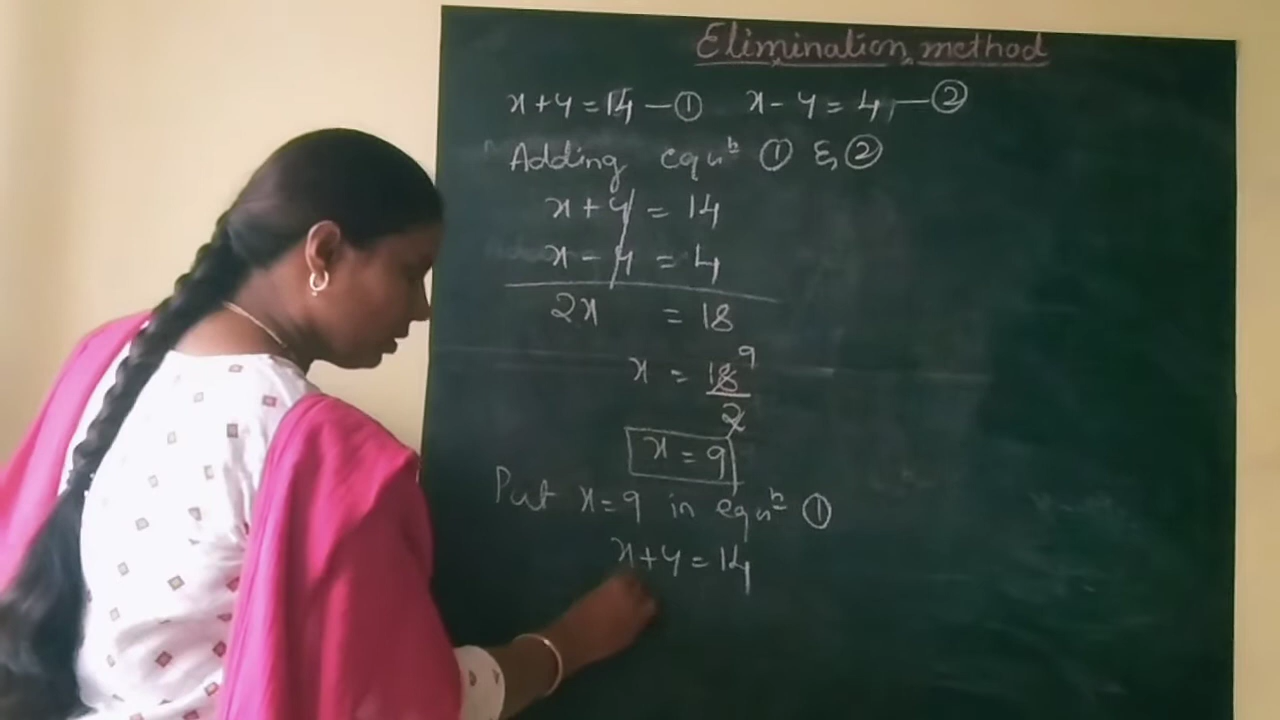 Elimination method
x+y=14 — ① x-y=4 — ②
Adding equⁿ ① & ②
x+y = 14
x-y = 4
2x = 18
x = 18/2 9
x = 9
Put x=9 in equⁿ ①
x+y=14